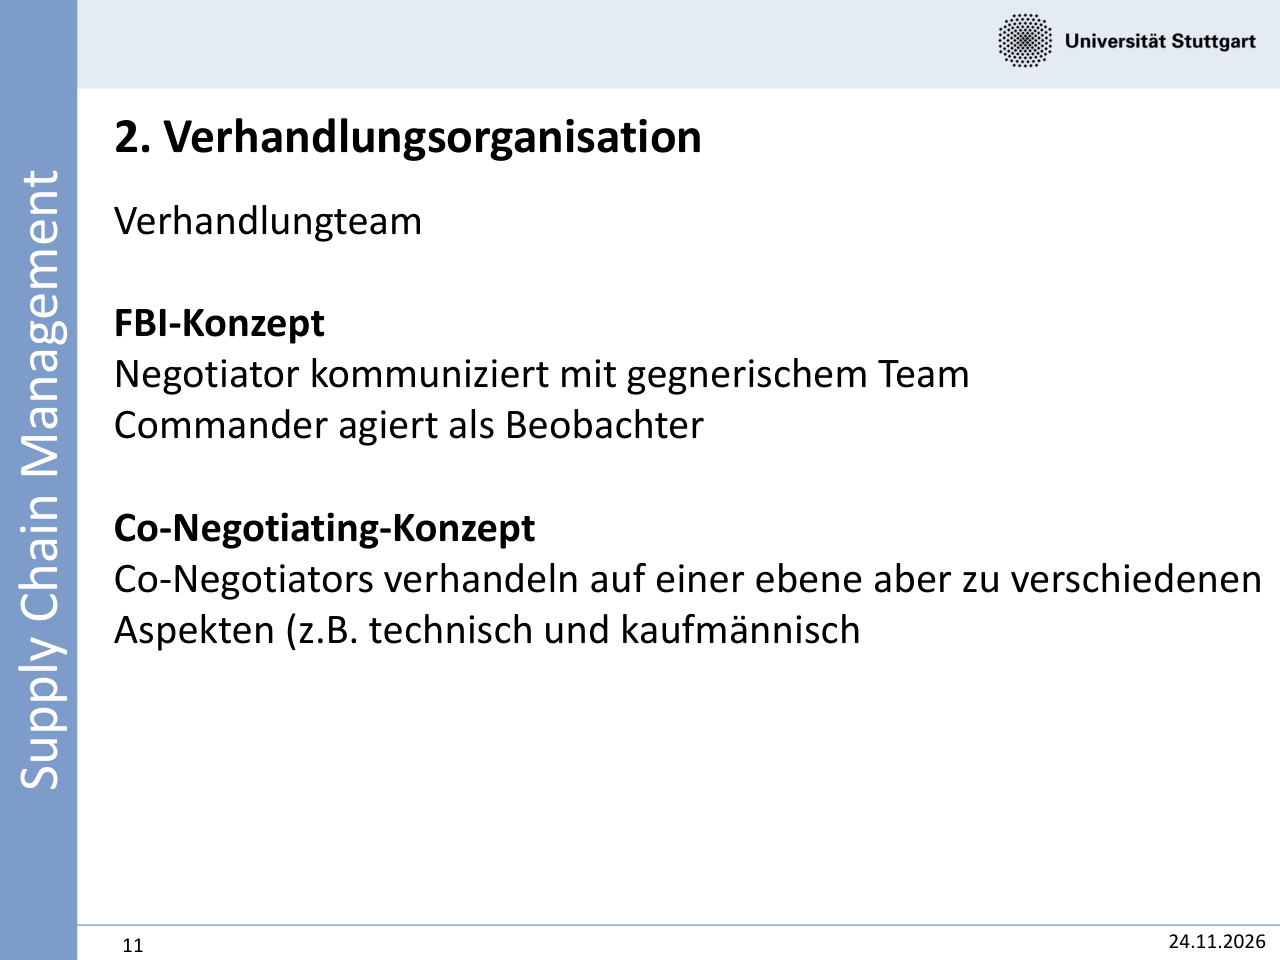 Universität Stuttgart
Supply Chain Management
2. Verhandlungsorganisation
Verhandlungteam
FBI-Konzept
Negotiator kommuniziert mit gegnerischem Team
Commander agiert als Beobachter
Co-Negotiating-Konzept
Co-Negotiators verhandeln auf einer ebene aber zu verschiedenen
Aspekten (z.B. technisch und kaufmännisch
11
24.11.2026